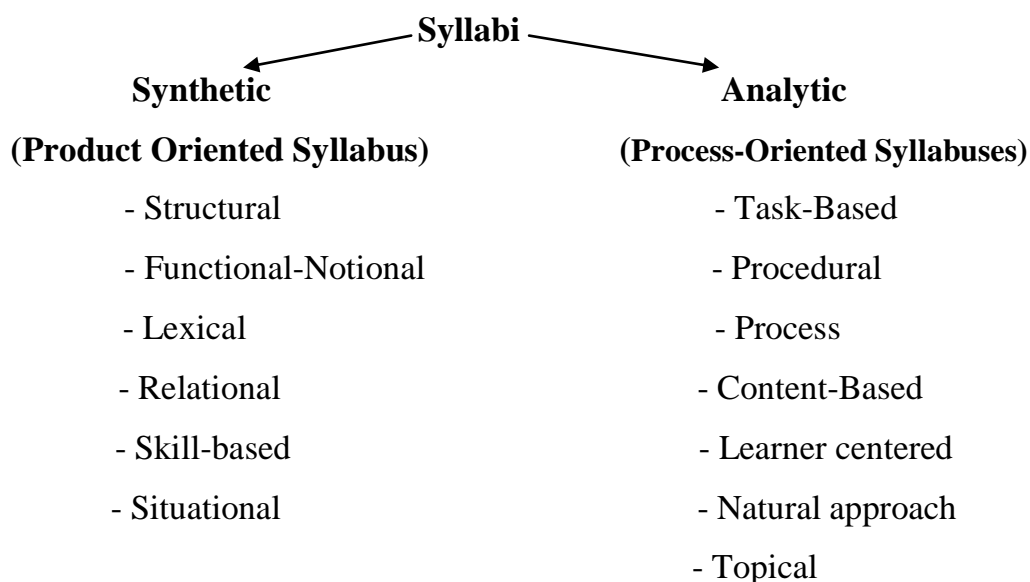 Syllabi
Synthetic Analytic
(Product Oriented Syllabus) (Process-Oriented Syllabuses)
- Structural - Task-Based
- Functional-Notional - Procedural
- Lexical - Process
- Relational - Content-Based
- Skill-based - Learner centered
- Situational - Natural approach
- Topical